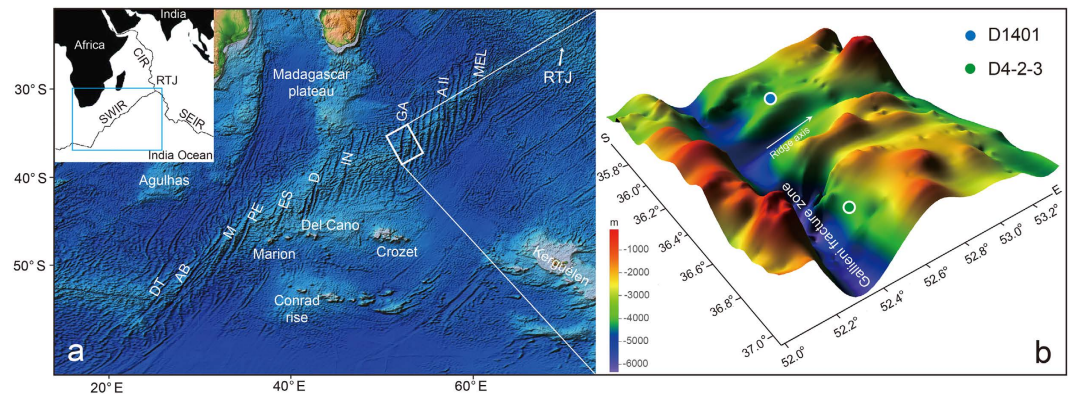 India
Africa
CIR
RTJ
SWIR
SEIR
India Ocean
30° S
40° S
50° S
20° E
40° E
60° E
Madagascar
plateau
RTJ
MEL
A II
GA
IN
D
ES
PE
M
AB
DT
Agulhas
Del Cano
Marion
Crozet
Kerguelen
Conrad
rise
a
D1401
D4-2-3
Ridge axis
Gallieni fracture zone
S
35.8°
36.0°
36.2°
36.4°
36.6°
36.8°
37.0°
52.0°
52.2°
52.4°
52.6°
52.8°
53.0°
53.2°
E
m
-1000
-2000
-3000
-4000
-5000
-6000
b